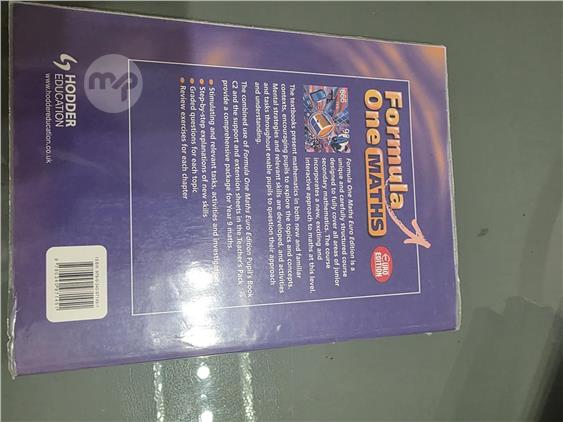 Formula
One MATHS
EURO
EDITION
Formula One Maths Euro Edition is a
unique and carefully structured course
designed to fully cover all areas of junior
secondary mathematics. The course
incorporates a new, exciting and
interactive approach to maths at this level.
The textbooks present mathematics in both new and familiar
contexts, encouraging pupils to explore the topics and concepts.
Mental strategies and relevant skills are developed, and activities
and tasks throughout enable pupils to question their approach
and understanding.
The combined use of Formula One Maths Euro Edition Pupil's Book
C2 and the support and extension sheets in the Teacher's Pack
provide a comprehensive package for Year 9 maths.
• Stimulating and relevant tasks, activities and investigations
• Step-by-step explanations of new skills
• Graded questions for each topic
• Review exercises for each chapter
HODDER
EDUCATION
www.hoddereducation.co.uk
mp